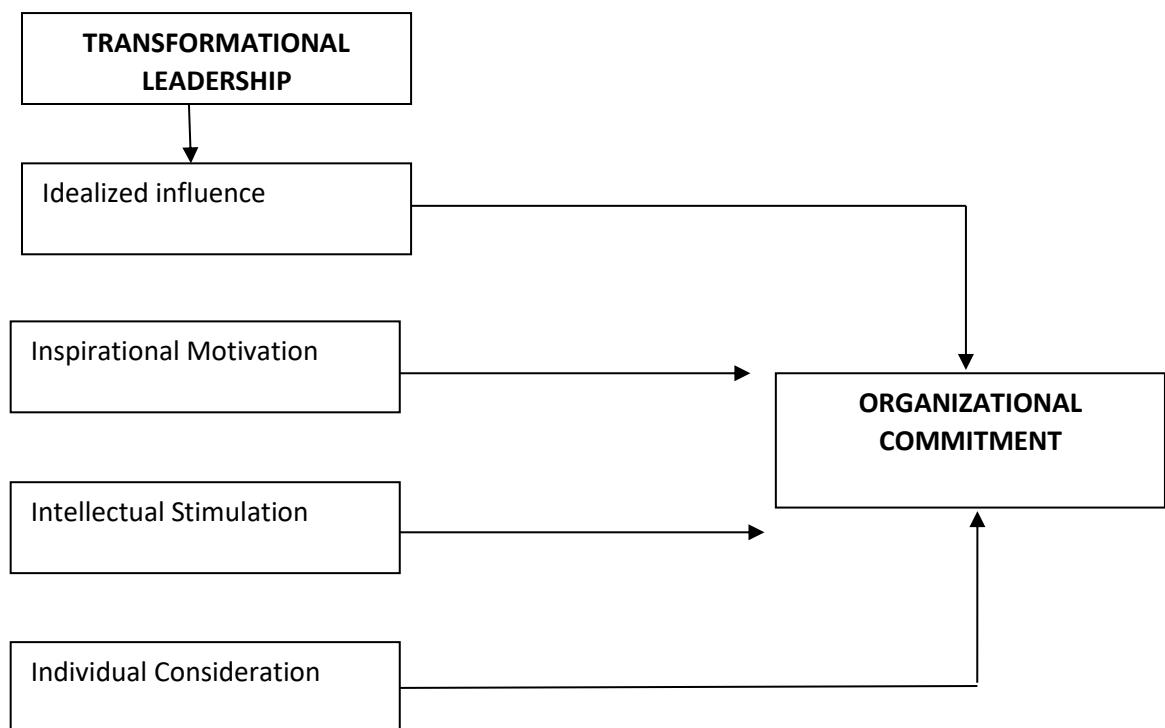 TRANSFORMATIONAL
LEADERSHIP
Idealized influence
Inspirational Motivation
ORGANIZATIONAL
COMMITMENT
Intellectual Stimulation
Individual Consideration